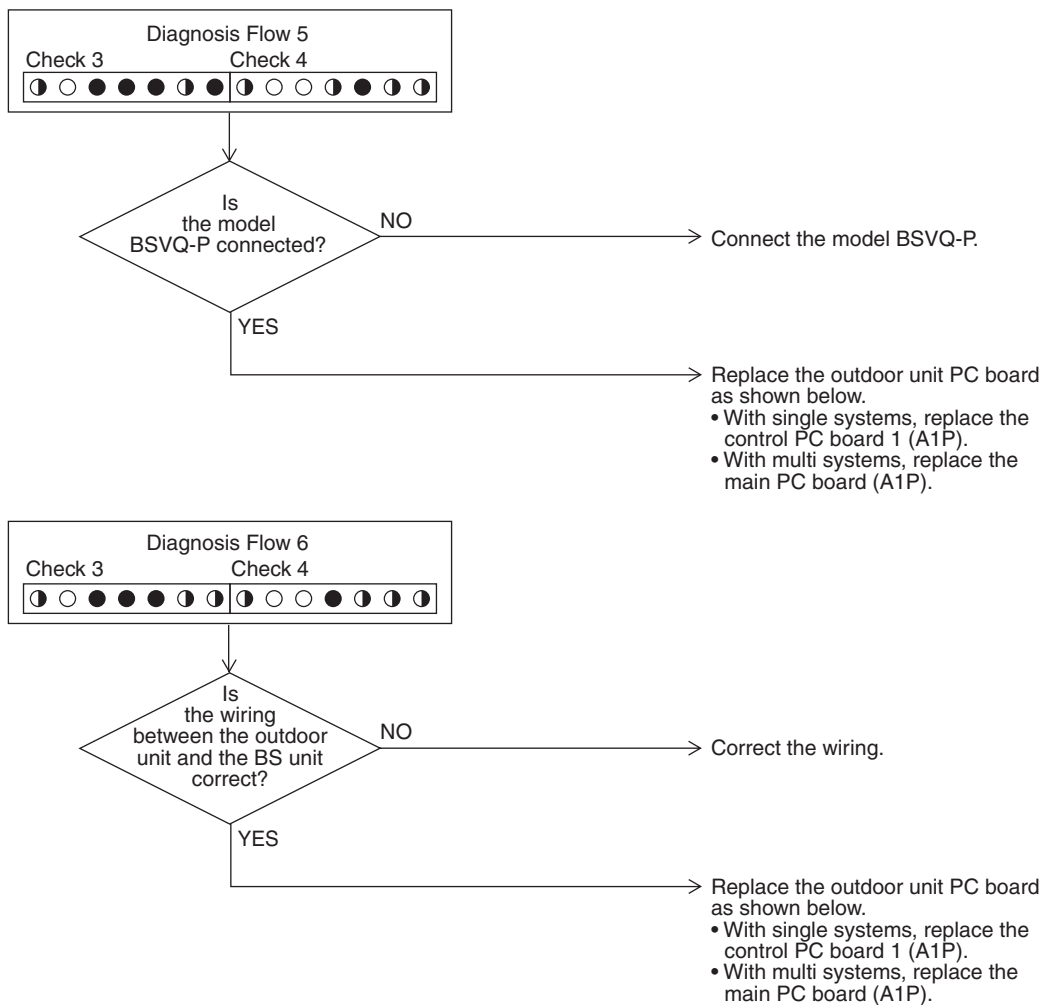 Diagnosis Flow 5
Check 3 Check 4
Is
the model
BSVQ-P connected?
NO
Connect the model BSVQ-P.
YES
Replace the outdoor unit PC board
as shown below.
• With single systems, replace the
control PC board 1 (A1P).
• With multi systems, replace the
main PC board (A1P).
Diagnosis Flow 6
Check 3 Check 4
Is
the wiring
between the outdoor
unit and the BS unit
correct?
NO
Correct the wiring.
YES
Replace the outdoor unit PC board
as shown below.
• With single systems, replace the
control PC board 1 (A1P).
• With multi systems, replace the
main PC board (A1P).